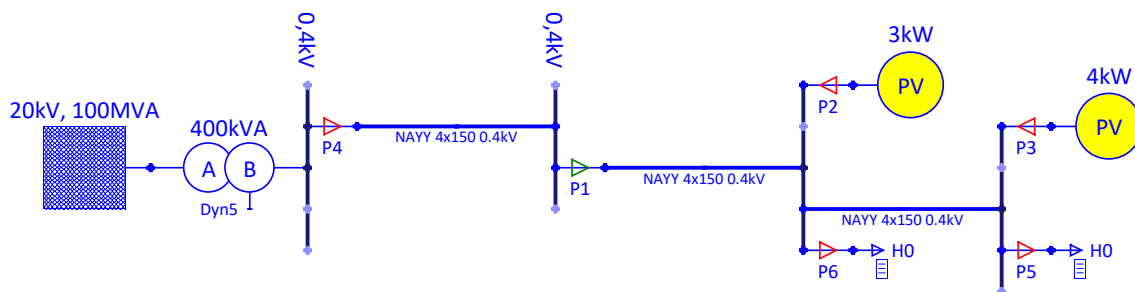 20kV, 100MVA
400kVA
A
B
Dyn5
0,4kV
P4
NAYY 4x150 0.4kV
0,4kV
P1
NAYY 4x150 0.4kV
3kW
PV
P2
4kW
PV
P3
NAYY 4x150 0.4kV
P6
H0
P5
H0